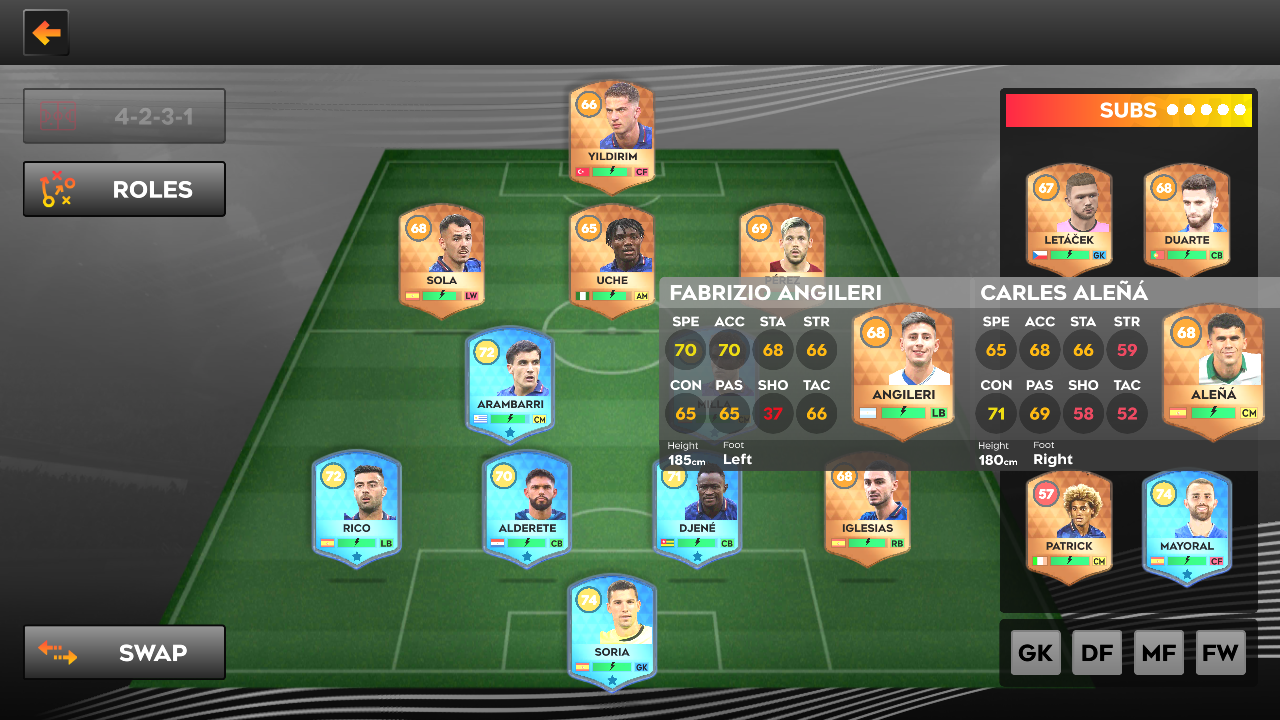 4-2-3-1
ROLES
SWAP
66
YILDIRIM
CF
68
SOLA
LW
65
UCHE
AM
69
PÉREZ
72
ARAMBARRI
CM
MILLA
72
RICO
LB
70
ALDERETE
CB
71
DJENÉ
CB
68
IGLESIAS
RB
74
SORIA
GK
SUBS
67
LETÁČEK
GK
68
DUARTE
CB
FABRIZIO ANGILERI
SPE ACC STA STR
70 70 68 66
CON PAS SHO TAC
65 65 37 66
Height Foot
185cm Left
68
ANGILERI
LB
CARLES ALEÑÁ
SPE ACC STA STR
65 68 66 59
CON PAS SHO TAC
71 69 58 52
Height Foot
180cm Right
68
ALEÑÁ
CM
57
PATRICK
CM
74
MAYORAL
CF
GK DF MF FW